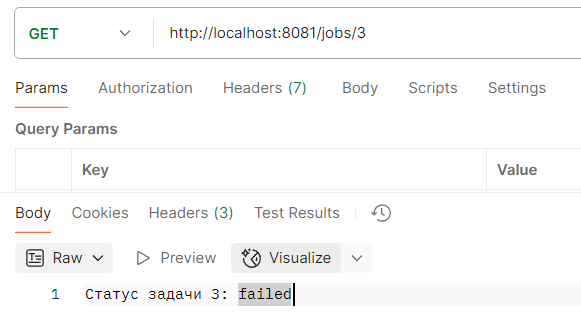 GET http://localhost:8081/jobs/3
Params Authorization Headers (7) Body Scripts Settings
Query Params
Key Value
Body Cookies Headers (3) Test Results
Raw Preview Visualize
1 Статус задачи 3: failed